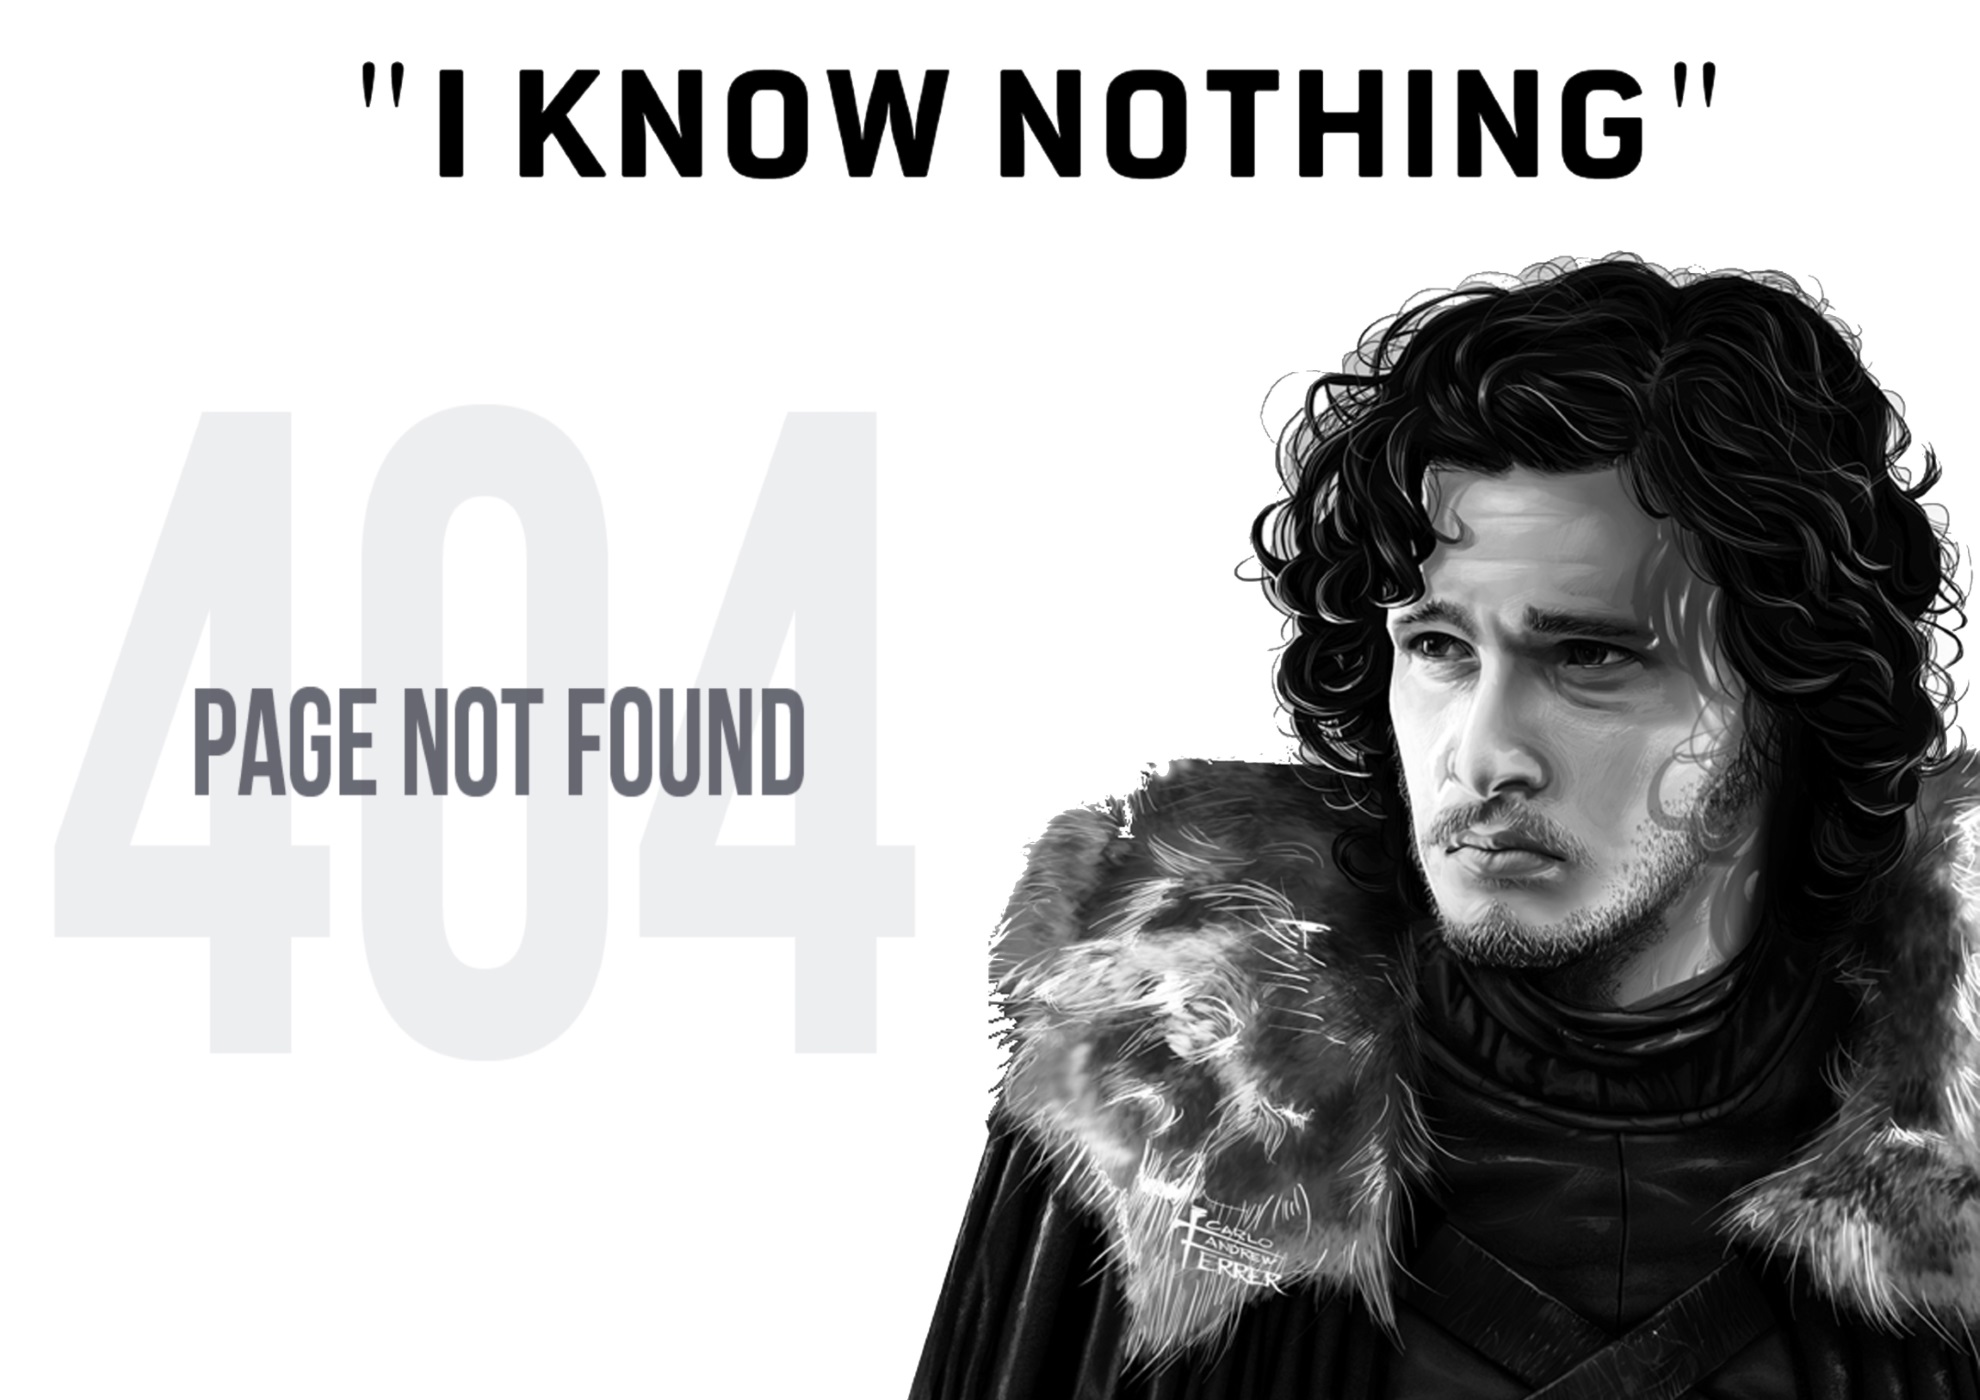 "I KNOW NOTHING"
404
PAGE NOT FOUND
CARLO
ANDREW
FERRER